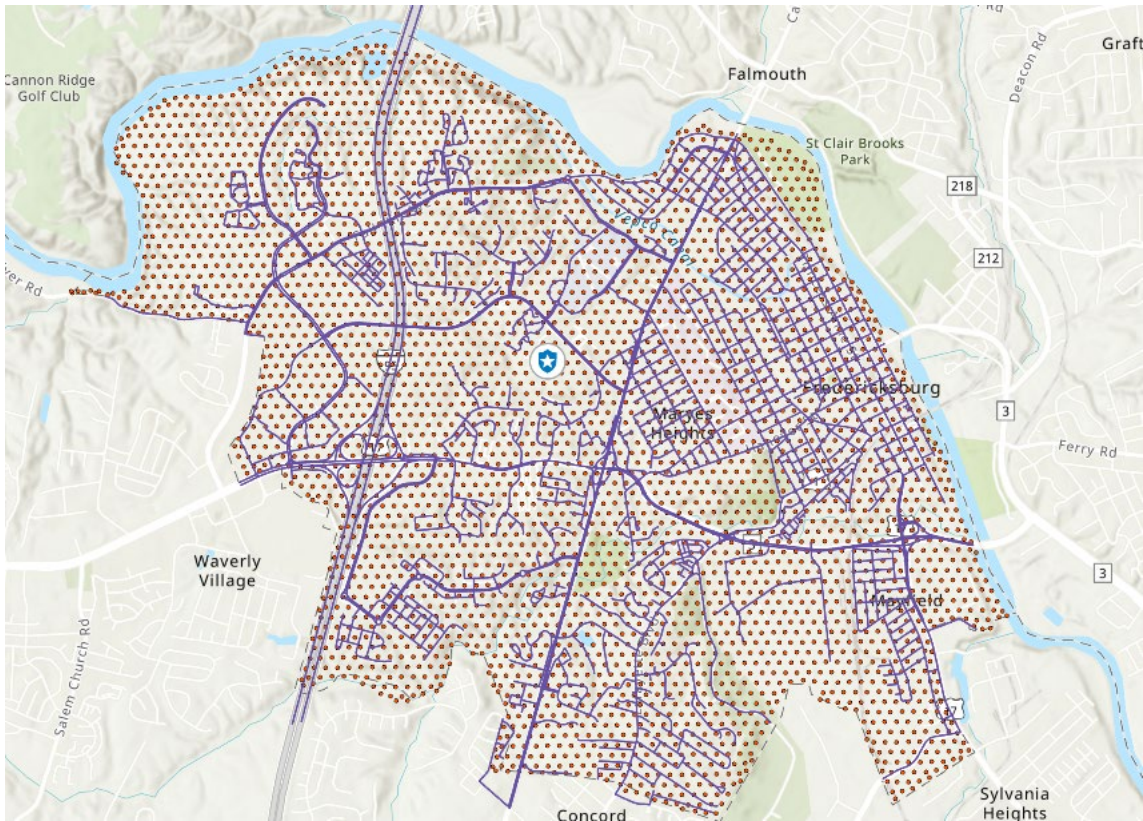 Graft
Falmouth
Cannon Ridge
Golf Club
Deacon Rd
St Clair Brooks
Park
218
212
Fredericksburg
Maryes
Heights
3
Ferry Rd
Waverly
Village
3
Mayfield
Salem Church Rd
Sylvania
Heights
Concord